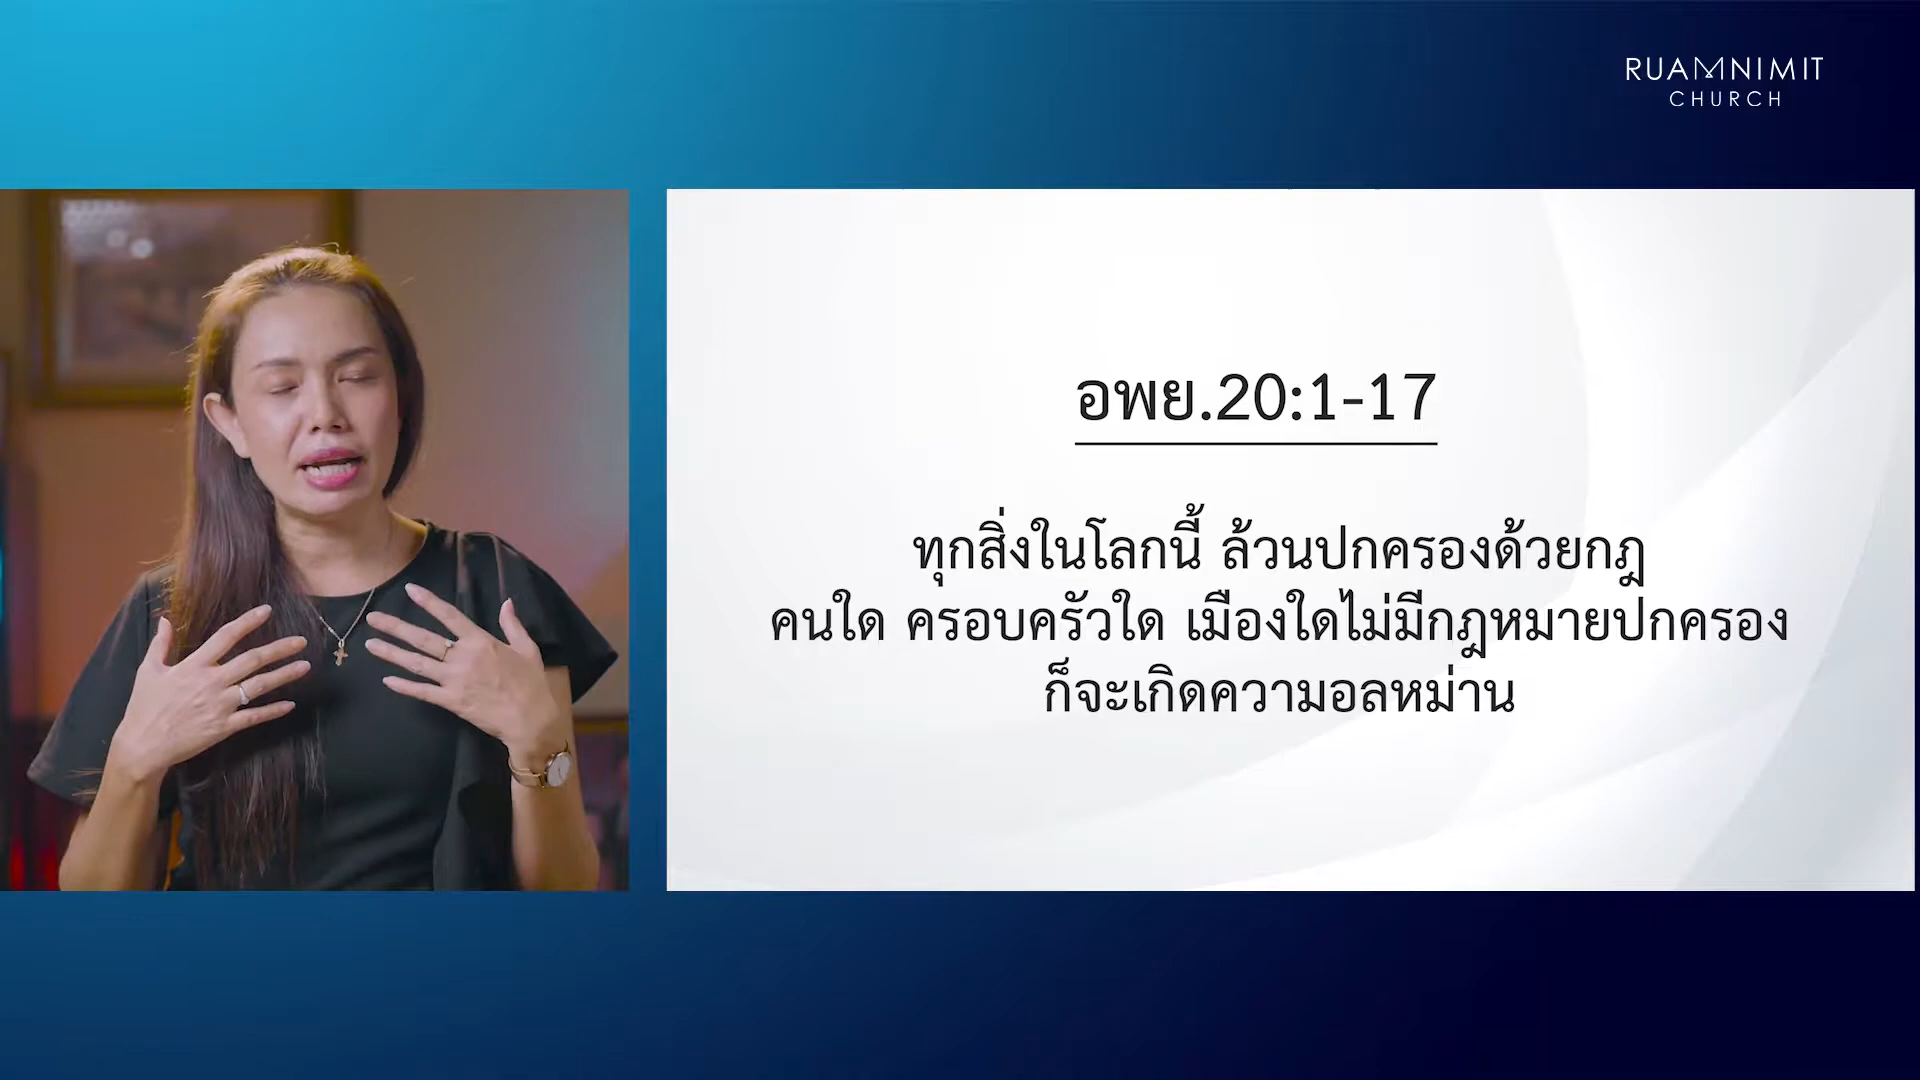 RUAMNIMIT
CHURCH
อพย.20:1-17
ทุกสิ่งในโลกนี้ ล้วนปกครองด้วยกฎ
คนใด ครอบครัวใด เมืองใดไม่มีกฎหมายปกครอง
ก็จะเกิดความอลหม่าน